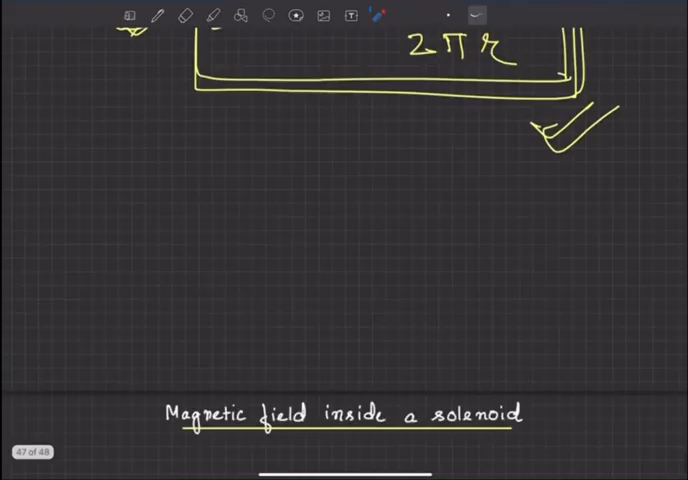 2πr
Magnetic field inside a solenoid
47 of 48